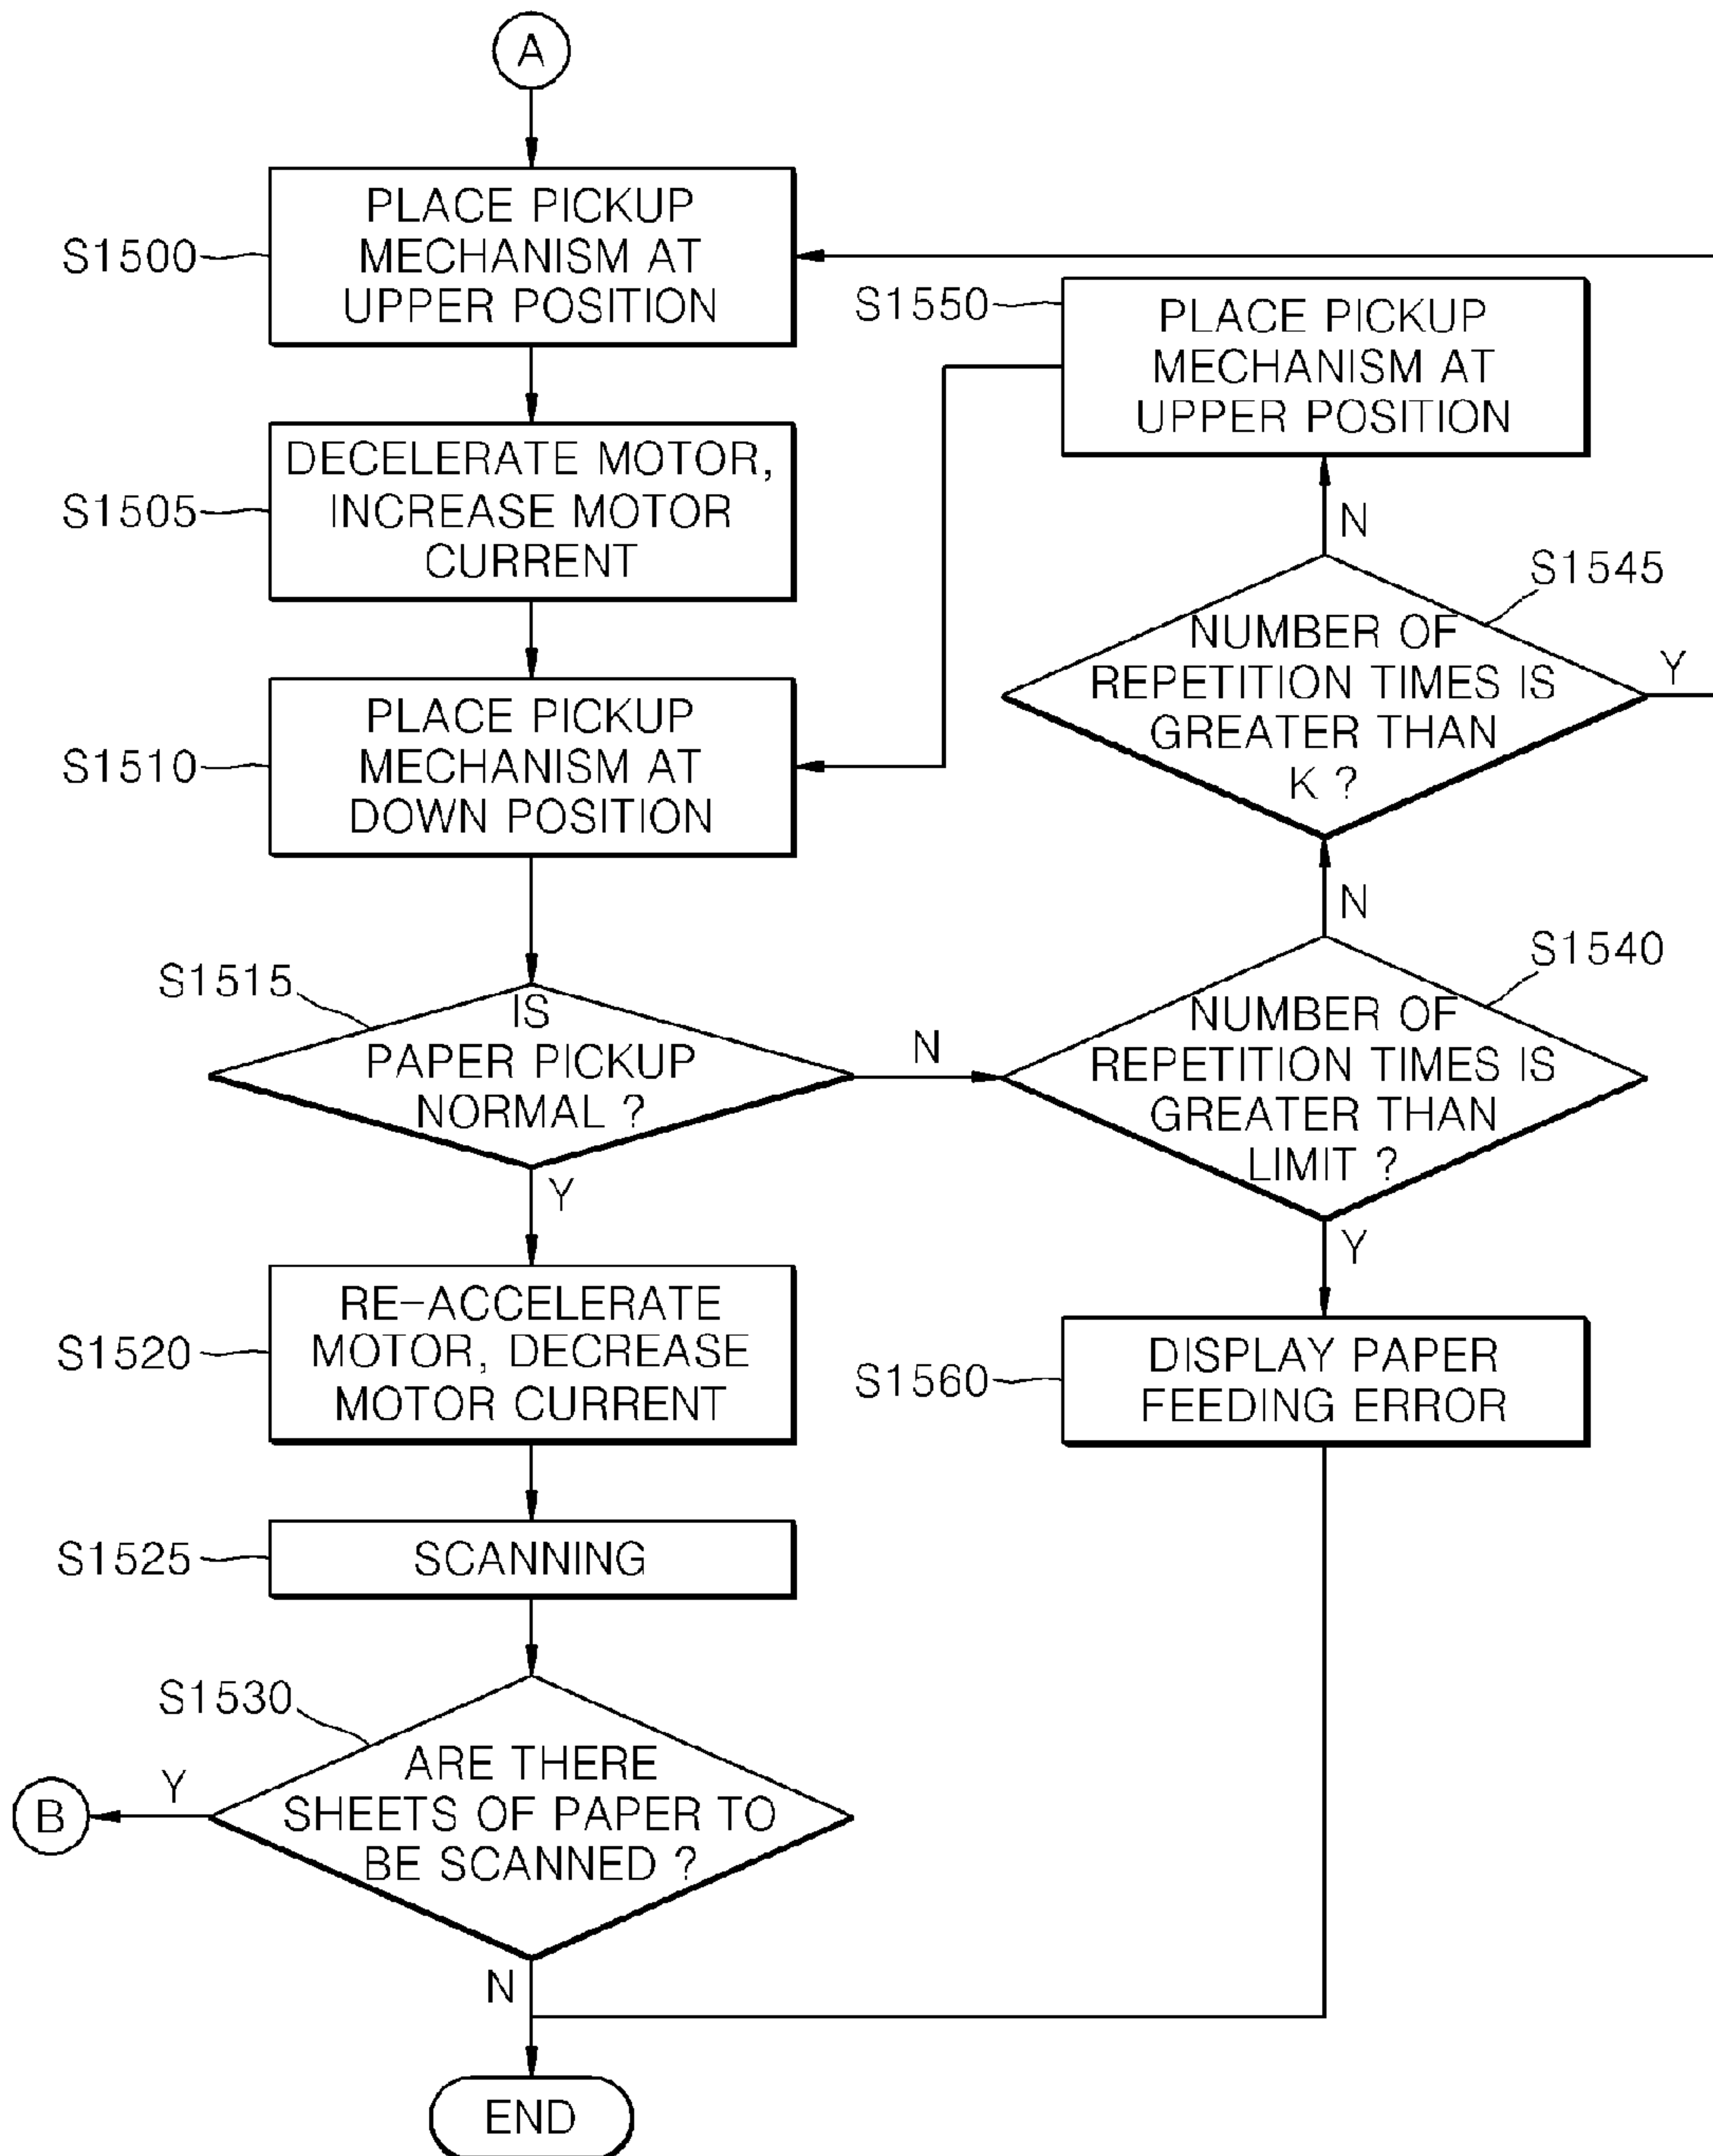 A
S1500
PLACE PICKUP
MECHANISM AT
UPPER POSITION
S1505
DECELERATE MOTOR,
INCREASE MOTOR
CURRENT
S1510
PLACE PICKUP
MECHANISM AT
DOWN POSITION
S1515
IS
PAPER PICKUP
NORMAL ?
N
Y
S1520
RE-ACCELERATE
MOTOR, DECREASE
MOTOR CURRENT
S1525
SCANNING
S1530
ARE THERE
SHEETS OF PAPER TO
BE SCANNED ?
Y
B
N
END
S1550
PLACE PICKUP
MECHANISM AT
UPPER POSITION
N
S1545
NUMBER OF
REPETITION TIMES IS
GREATER THAN
K ?
Y
N
S1540
NUMBER OF
REPETITION TIMES IS
GREATER THAN
LIMIT ?
Y
S1560
DISPLAY PAPER
FEEDING ERROR